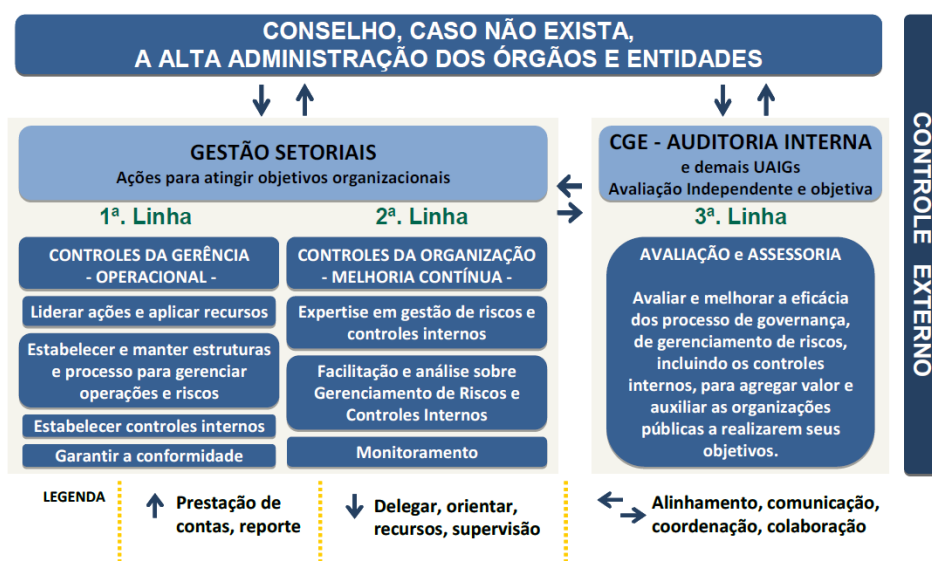 CONSELHO, CASO NÃO EXISTA,
A ALTA ADMINISTRAÇÃO DOS ÓRGÃOS E ENTIDADES
GESTÃO SETORIAIS
Ações para atingir objetivos organizacionais
1ª. Linha
2ª. Linha
CONTROLES DA GERÊNCIA
- OPERACIONAL -
Liderar ações e aplicar recursos
Estabelecer e manter estruturas
e processo para gerenciar
operações e riscos
Estabelecer controles internos
Garantir a conformidade
CONTROLES DA ORGANIZAÇÃO
- MELHORIA CONTÍNUA -
Expertise em gestão de riscos e
controles internos
Facilitação e análise sobre
Gerenciamento de Riscos e
Controles Internos
Monitoramento
CGE - AUDITORIA INTERNA
e demais UAIGs
Avaliação Independente e objetiva
3ª. Linha
AVALIAÇÃO e ASSESSORIA
Avaliar e melhorar a eficácia
dos processo de governança,
de gerenciamento de riscos,
incluindo os controles
internos, para agregar valor e
auxiliar as organizações
públicas a realizarem seus
objetivos.
CONTROLE EXTERNO
LEGENDA
Prestação de
contas, reporte
Delegar, orientar,
recursos, supervisão
Alinhamento, comunicação,
coordenação, colaboração